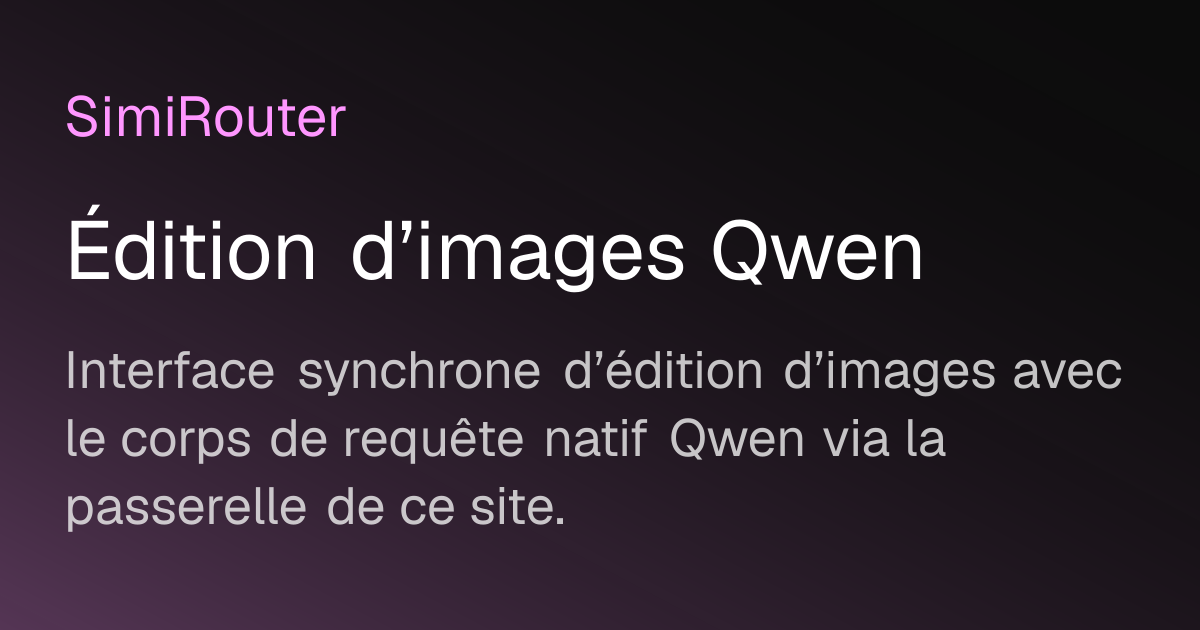 SimiRouter
Édition d’images Qwen
Interface synchrone d’édition d’images avec
le corps de requête natif Qwen via la
passerelle de ce site.